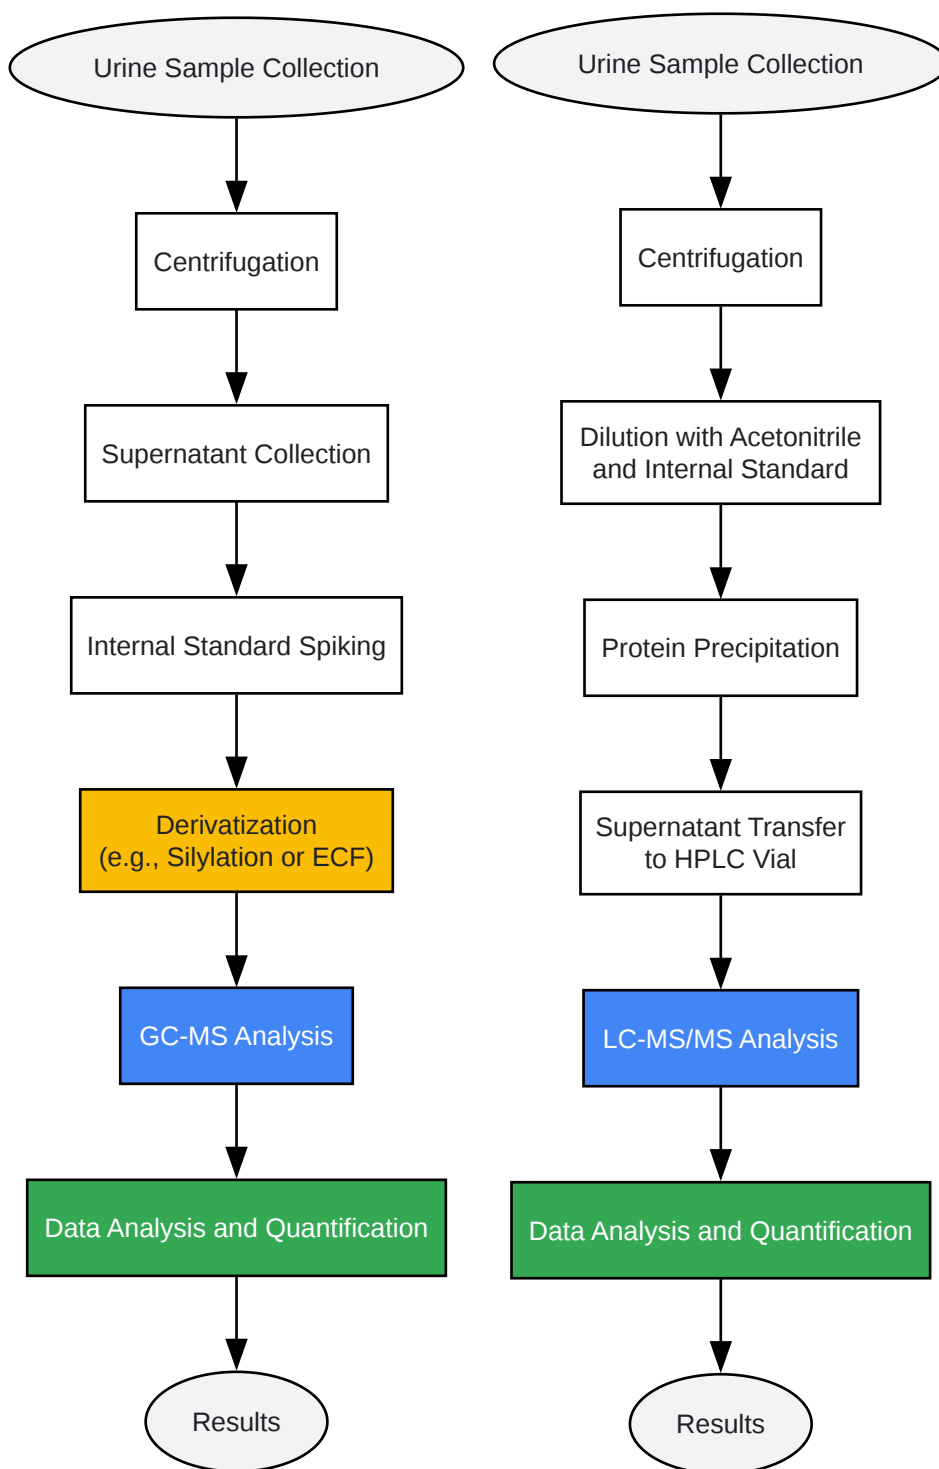 Urine Sample Collection
Centrifugation
Supernatant Collection
Internal Standard Spiking
Derivatization
(e.g., Silylation or ECF)
GC-MS Analysis
Data Analysis and Quantification
Results
Urine Sample Collection
Centrifugation
Dilution with Acetonitrile
and Internal Standard
Protein Precipitation
Supernatant Transfer
to HPLC Vial
LC-MS/MS Analysis
Data Analysis and Quantification
Results